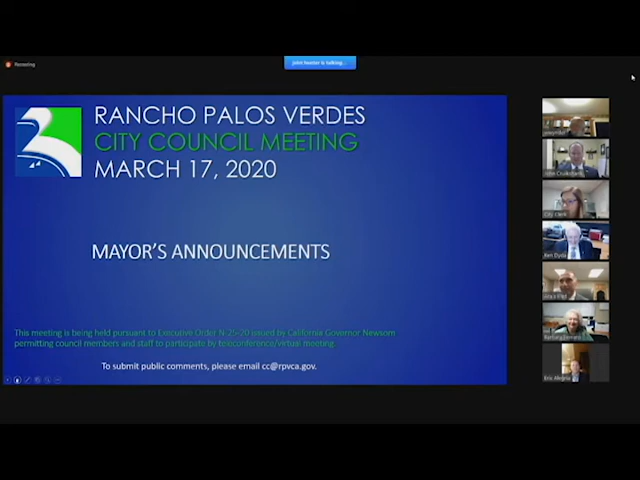 Recording
joint hunter is talking...
RANCHO PALOS VERDES
CITY COUNCIL MEETING
MARCH 17, 2020
MAYOR'S ANNOUNCEMENTS
This meeting is being held pursuant to Executive Order N-25-20 issued by California Governor Newsom
permitting council members and staff to participate by teleconference/virtual meeting.
To submit public comments, please email cc@rpvca.gov.
John Cruikshank
City Clerk
Ken Dyda
Barbara Ferraro
Eric Alegria